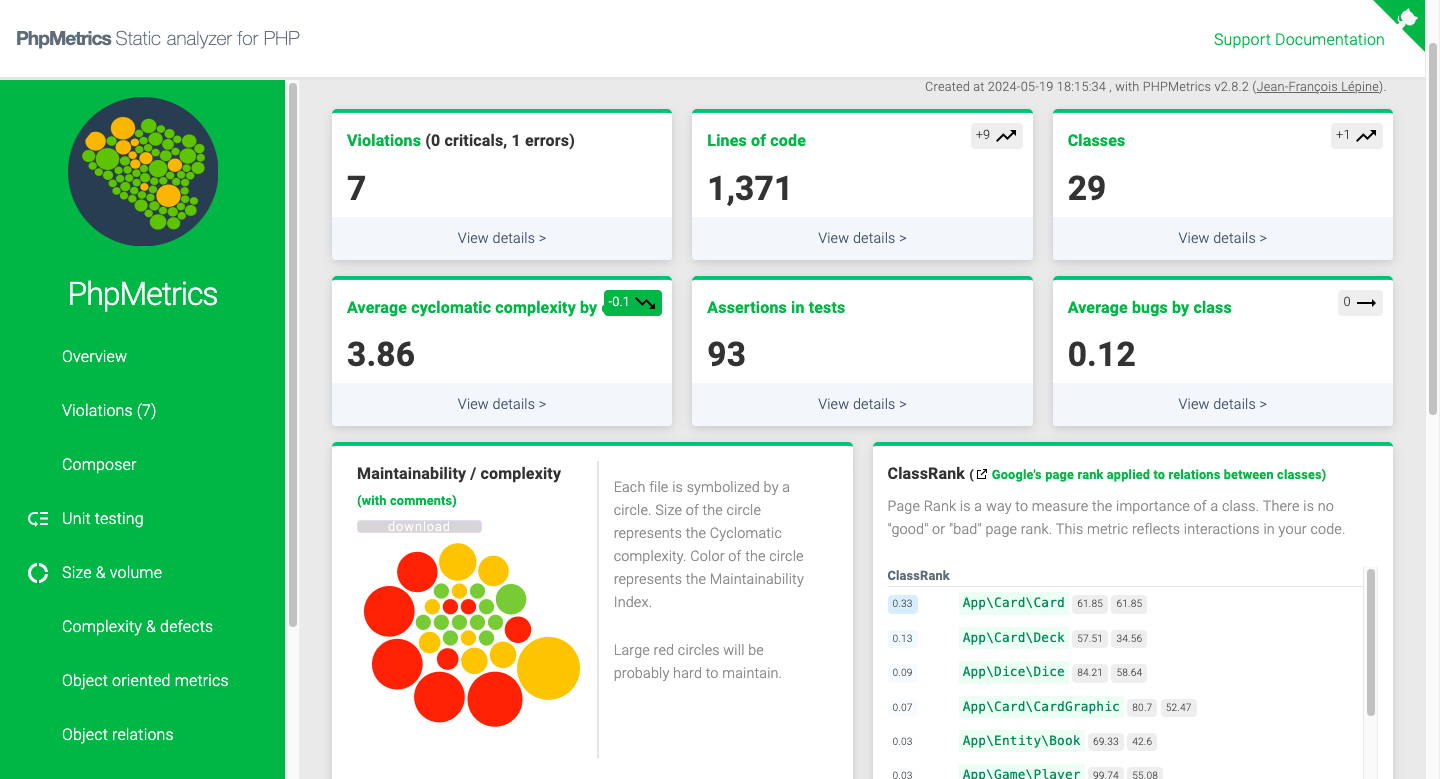 PhpMetrics Static analyzer for PHP
Support Documentation
Created at 2024-05-19 18:15:34 , with PHPMetrics v2.8.2 (Jean-François Lépine).
PhpMetrics
Overview
Violations (7)
Composer
Unit testing
Size & volume
Complexity & defects
Object oriented metrics
Object relations
Violations (0 criticals, 1 errors)
7
View details >
Lines of code
+9
1,371
View details >
Classes
+1
29
View details >
Average cyclomatic complexity by
-0.1
3.86
View details >
Assertions in tests
93
View details >
Average bugs by class
0
0.12
View details >
Maintainability / complexity
(with comments)
download
Each file is symbolized by a
circle. Size of the circle
represents the Cyclomatic
complexity. Color of the circle
represents the Maintainability
Index.
Large red circles will be
probably hard to maintain.
ClassRank (Google's page rank applied to relations between classes)
Page Rank is a way to measure the importance of a class. There is no
"good" or "bad" page rank. This metric reflects interactions in your code.
ClassRank
0.33 App\Card\Card 61.85 61.85
0.13 App\Card\Deck 57.51 34.56
0.09 App\Dice\Dice 84.21 58.64
0.07 App\Card\CardGraphic 80.7 52.47
0.03 App\Entity\Book 69.33 42.6
0.03 App\Game\Player 99.74 55.08